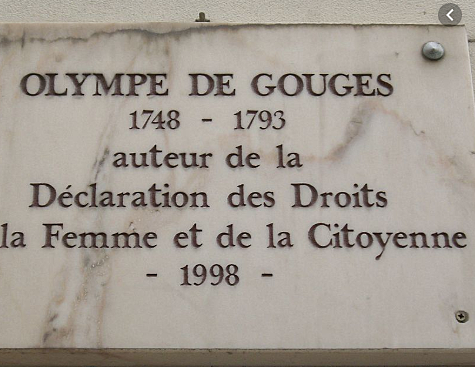 OLYMPE DE GOUGES
1748 - 1793
auteur de la
Déclaration des Droits
la Femme et de la Citoyenne
- 1998 -